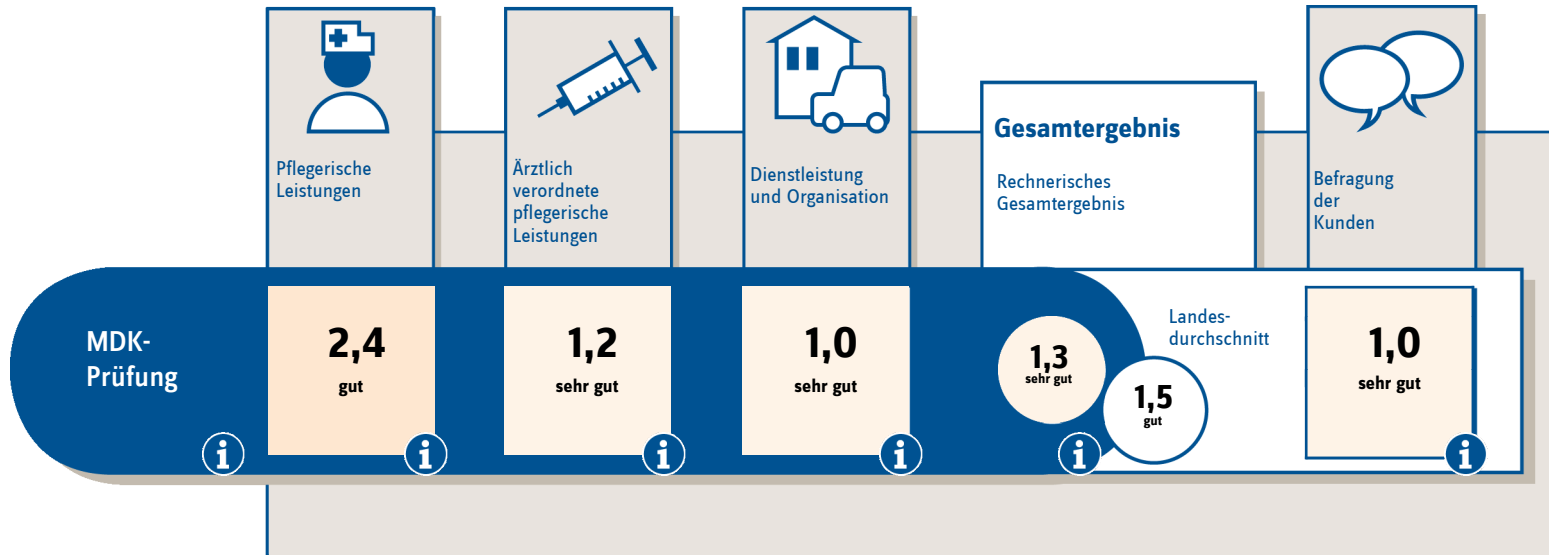 Pflegerische
Leistungen
Ärztlich
verordnete
pflegerische
Leistungen
Dienstleistung
und Organisation
Gesamtergebnis
Rechnerisches
Gesamtergebnis
Befragung
der
Kunden
MDK-
Prüfung
2,4
gut
1,2
sehr gut
1,0
sehr gut
1,3
sehr gut
Landes-
durchschnitt
1,5
gut
1,0
sehr gut
i
i
i
i
i
i